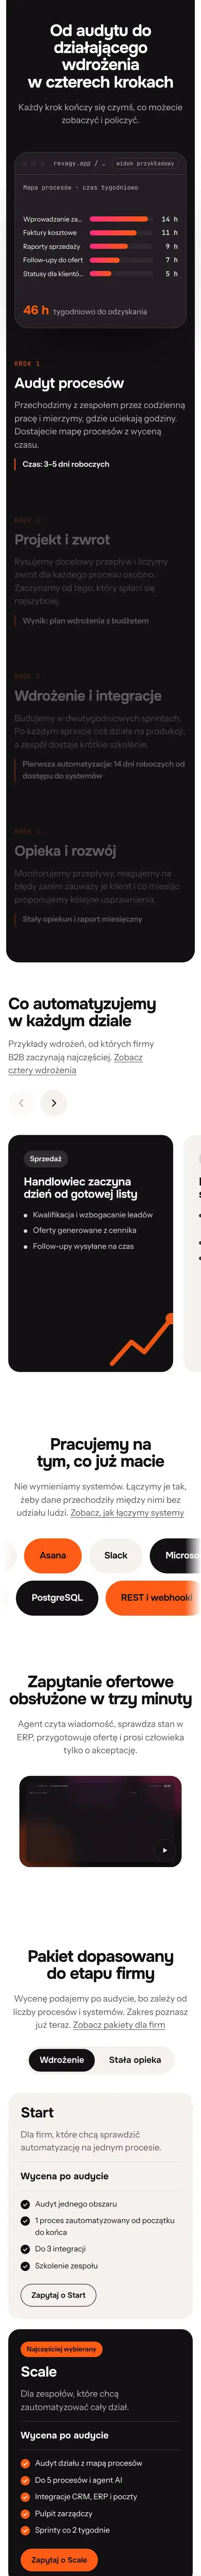 Od audytu do
działającego
wdrożenia
w czterech krokach
Każdy krok kończy się czymś, co możecie
zobaczyć i policzyć.
revagy.app / …
widok przykładowy
Mapa procesów · czas tygodniowo
Wprowadzanie za… 14 h
Faktury kosztowe 11 h
Raporty sprzedaży 9 h
Follow-upy do ofert 7 h
Statusy dla klientó… 5 h
46 h tygodniowo do odzyskania
KROK 1
Audyt procesów
Przechodzimy z zespołem przez codzienną
pracę i mierzymy, gdzie uciekają godziny.
Dostajecie mapę procesów z wyceną
czasu.
Czas: 3–5 dni roboczych
KROK 2
Projekt i zwrot
Rysujemy docelowy przepływ i liczymy
zwrot dla każdego procesu osobno.
Zaczynamy od tego, który spłaci się
najszybciej.
Wynik: plan wdrożenia z budżetem
KROK 3
Wdrożenie i integracje
Budujemy w dwutygodniowych sprintach.
Po każdym sprincie coś działa na produkcji,
a zespół dostaje krótkie szkolenie.
Pierwsza automatyzacja: 14 dni roboczych od
dostępu do systemów
KROK 4
Opieka i rozwój
Monitorujemy przepływy, reagujemy na
błędy zanim zauważy je klient i co miesiąc
proponujemy kolejne usprawnienia.
Stały opiekun i raport miesięczny
Co automatyzujemy
w każdym dziale
Przykłady wdrożeń, od których firmy
B2B zaczynają najczęściej. Zobacz
cztery wdrożenia
Sprzedaż
Handlowiec zaczyna
dzień od gotowej listy
Kwalifikacja i wzbogacanie leadów
Oferty generowane z cennika
Follow-upy wysyłane na czas
Pracujemy na
tym, co już macie
Nie wymieniamy systemów. Łączymy je tak,
żeby dane przechodziły między nimi bez
udziału ludzi. Zobacz, jak łączymy systemy
Asana
Slack
Microso
PostgreSQL
REST i webhooki
Zapytanie ofertowe
obsłużone w trzy minuty
Agent czyta wiadomość, sprawdza stan w
ERP, przygotowuje ofertę i prosi człowieka
tylko o akceptację.
Pakiet dopasowany
do etapu firmy
Wycenę podajemy po audycie, bo zależy od
liczby procesów i systemów. Zakres poznasz
już teraz. Zobacz pakiety dla firm
Wdrożenie
Stała opieka
Start
Dla firm, które chcą sprawdzić
automatyzację na jednym procesie.
Wycena po audycie
Audyt jednego obszaru
1 proces zautomatyzowany od początku
do końca
Do 3 integracji
Szkolenie zespołu
Zapytaj o Start
Najczęściej wybierany
Scale
Dla zespołów, które chcą
zautomatyzować cały dział.
Wycena po audycie
Audyt działu z mapą procesów
Do 5 procesów i agent AI
Integracje CRM, ERP i poczty
Pulpit zarządczy
Sprinty co 2 tygodnie
Zapytaj o Scale